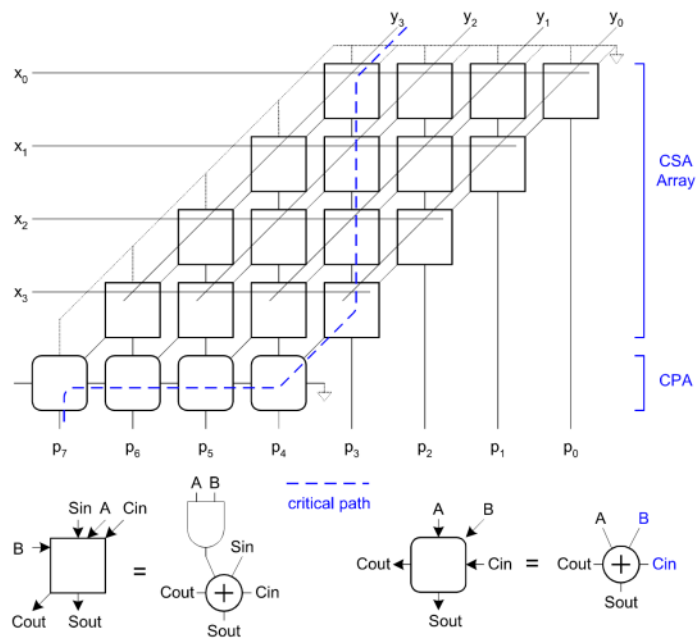 y3 y2 y1 y0
x0
x1
CSA
Array
x2
x3
CPA
p7 p6 p5 p4 p3 p2 p1 p0
critical path
A B
Sin A Cin
B
=
Sin
Cout + Cin
Cout Sout
Sout
A B
Cout Cin
Sout
=
A B
Cout + Cin
Sout